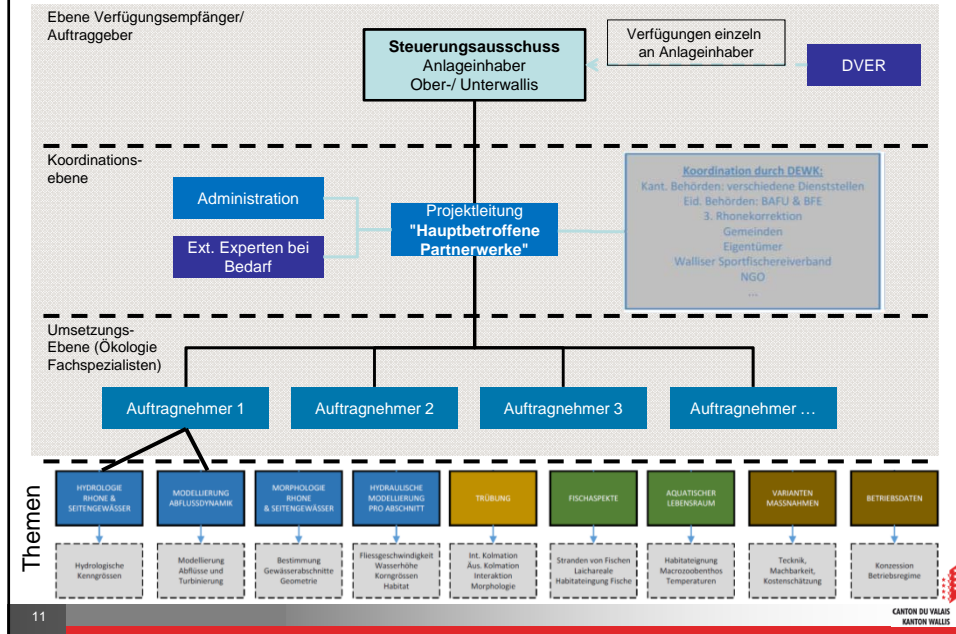 Ebene Verfügungsempfänger/
Auftraggeber
Steuerungsausschuss
Anlageinhaber
Ober-/ Unterwallis
Verfügungen einzeln
an Anlageinhaber
DVER
Koordinations-
ebene
Administration
Ext. Experten bei
Bedarf
Projektleitung
"Hauptbetroffene
Partnerwerke"
Koordination durch DEWK:
Kant. Behörden: verschiedene Dienststellen
Eid. Behörden: BAFU & BFE
3. Rhonekorrektion
Gemeinden
Eigentümer
Walliser Sportfischereiverband
NGO
...
Umsetzungs-
Ebene (Ökologie
Fachspezialisten)
Auftragnehmer 1
Auftragnehmer 2
Auftragnehmer 3
Auftragnehmer ...
Themen
HYDROLOGIE
RHONE &
SEITENGEWÄSSER
MODELLIERUNG
ABFLUSSDYNAMIK
MORPHOLOGIE
RHONE
& SEITENGEWÄSSER
HYDRAULISCHE
MODELLIERUNG
PRO ABSCHNITT
TRÜBUNG
FISCHASPEKTE
AQUATISCHER
LEBENSRAUM
VARIANTEN
MASSNAHMEN
BETRIEBSDATEN
Hydrologische
Kenngrössen
Modellierung
Abflüsse und
Turbinierung
Bestimmung
Gewässerabschnitte
Geometrie
Fliessgeschwindigkeit
Wasserhöhe
Korngrössen
Habitat
Int. Kolmation
Äus. Kolmation
Interaktion
Morphologie
Stranden von Fischen
Laichareale
Habitateingung Fische
Habitateignung
Macrozoobenthos
Temperaturen
Tecknik,
Machbarkeit,
Kostenschätzung
Konzession
Betriebsregime
11
CANTON DU VALAIS
KANTON WALLIS